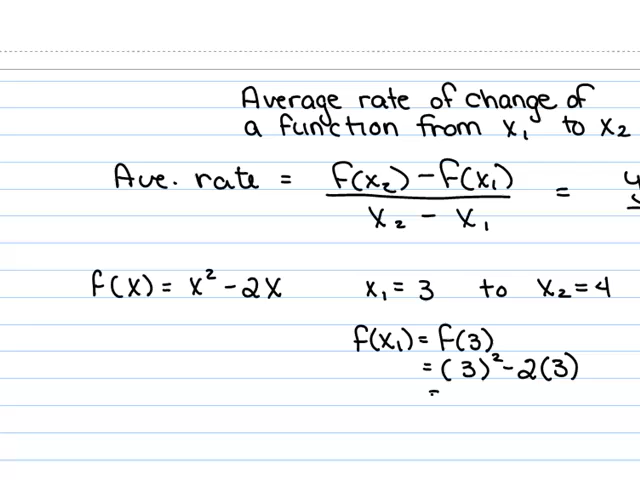 Average rate of change of
a function from x₁ to x₂
Ave. rate = f(x₂) - f(x₁) / x₂ - x₁ =
f(x) = x² - 2x x₁ = 3 to x₂ = 4
f(x₁) = f(3)
= (3)² - 2(3)
=